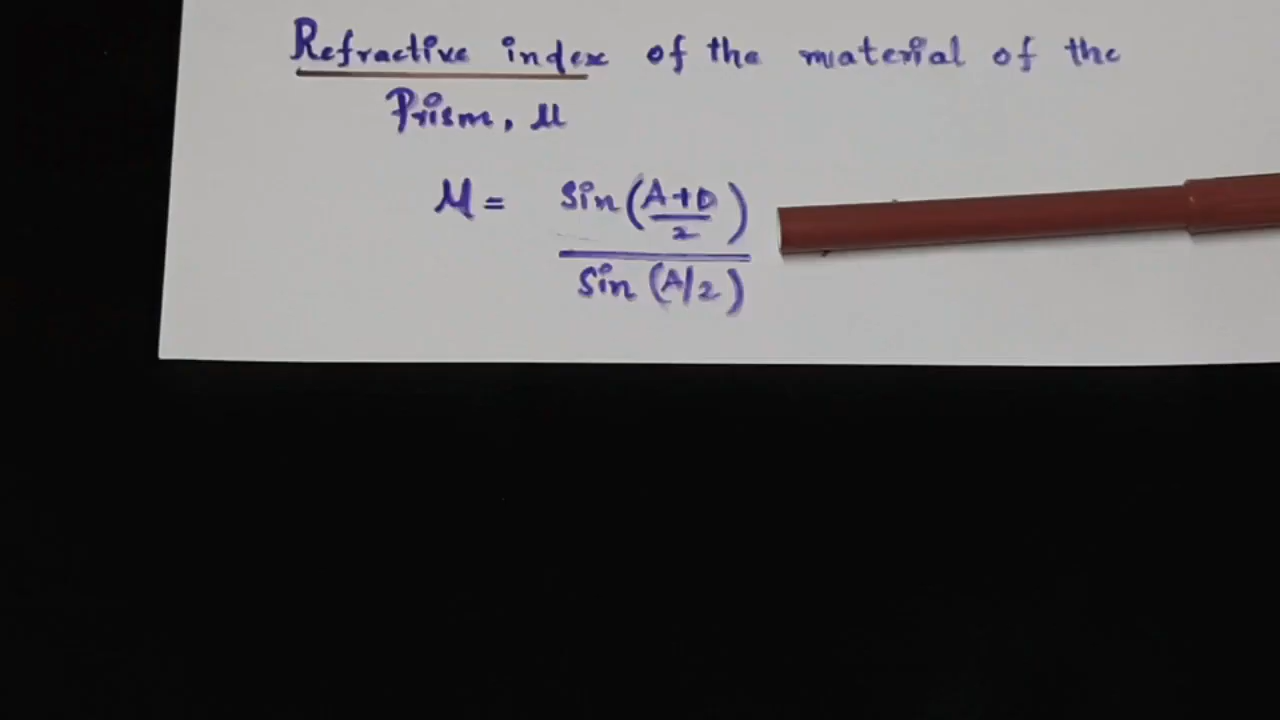 Refractive index of the material of the
Prism, μ
μ = sin(A+D/2)/sin(A/2)